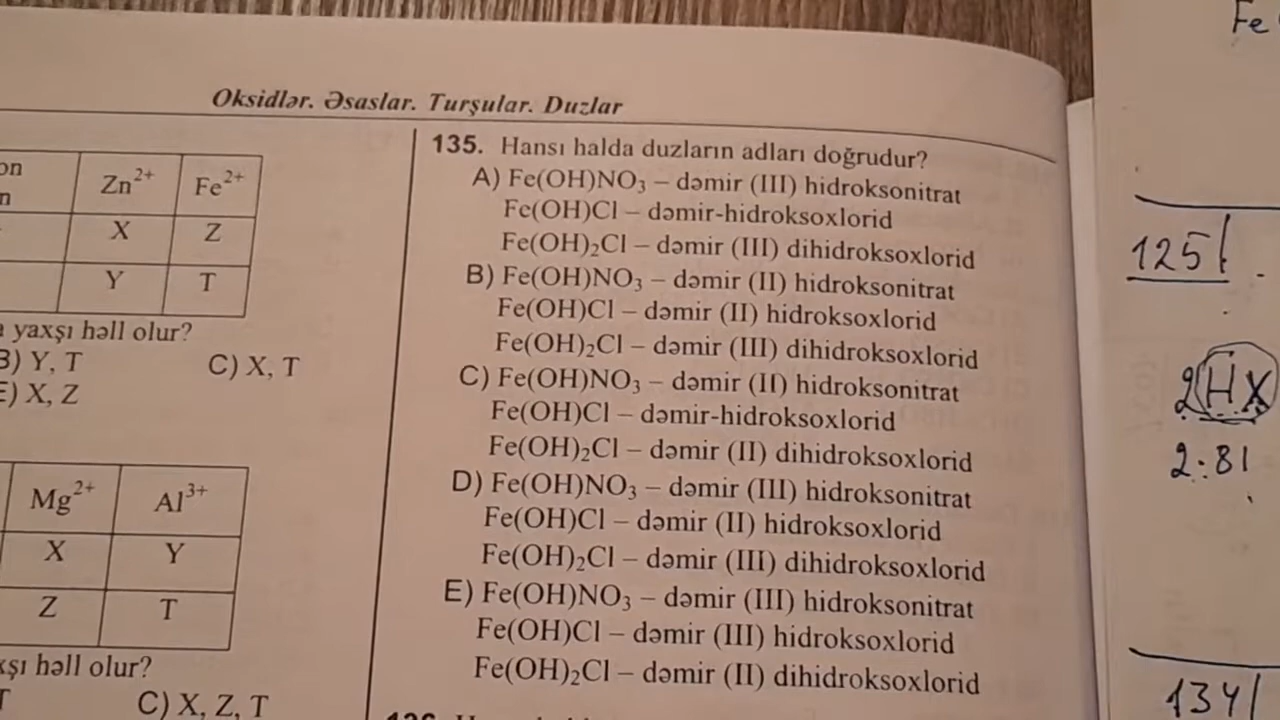 Fe
Oksidlər. Əsaslar. Turşular. Duzlar
on
n
Zn²⁺
Fe²⁺
X
Z
Y
T
yaxşı həll olur?
B) Y, T
C) X, T
E) X, Z
Mg²⁺
Al³⁺
X
Y
Z
T
həll olur?
C) X, Z, T
135. Hansı halda duzların adları doğrudur?
A) Fe(OH)NO₃ – dəmir (III) hidroksonitrat
Fe(OH)Cl – dəmir-hidroksoxlorid
Fe(OH)₂Cl – dəmir (III) dihidroksoxlorid
B) Fe(OH)NO₃ – dəmir (II) hidroksonitrat
Fe(OH)Cl – dəmir (II) hidroksoxlorid
Fe(OH)₂Cl – dəmir (III) dihidroksoxlorid
C) Fe(OH)NO₃ – dəmir (II) hidroksonitrat
Fe(OH)Cl – dəmir-hidroksoxlorid
Fe(OH)₂Cl – dəmir (II) dihidroksoxlorid
D) Fe(OH)NO₃ – dəmir (III) hidroksonitrat
Fe(OH)Cl – dəmir (II) hidroksoxlorid
Fe(OH)₂Cl – dəmir (III) dihidroksoxlorid
E) Fe(OH)NO₃ – dəmir (III) hidroksonitrat
Fe(OH)Cl – dəmir (III) hidroksoxlorid
Fe(OH)₂Cl – dəmir (II) dihidroksoxlorid
125
2HX
2.81
134